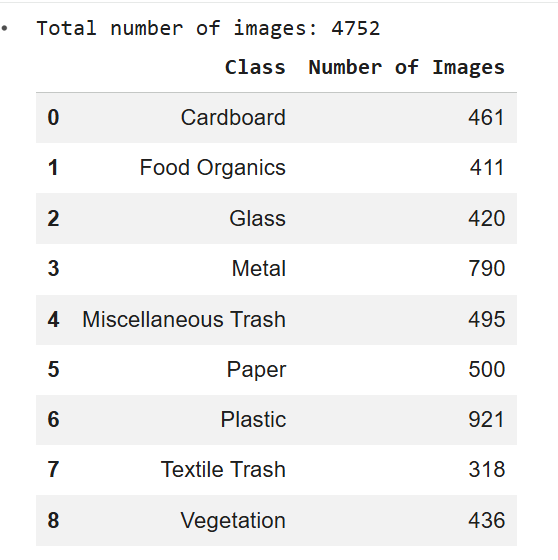 Total number of images: 4752
Class Number of Images
0 Cardboard 461
1 Food Organics 411
2 Glass 420
3 Metal 790
4 Miscellaneous Trash 495
5 Paper 500
6 Plastic 921
7 Textile Trash 318
8 Vegetation 436